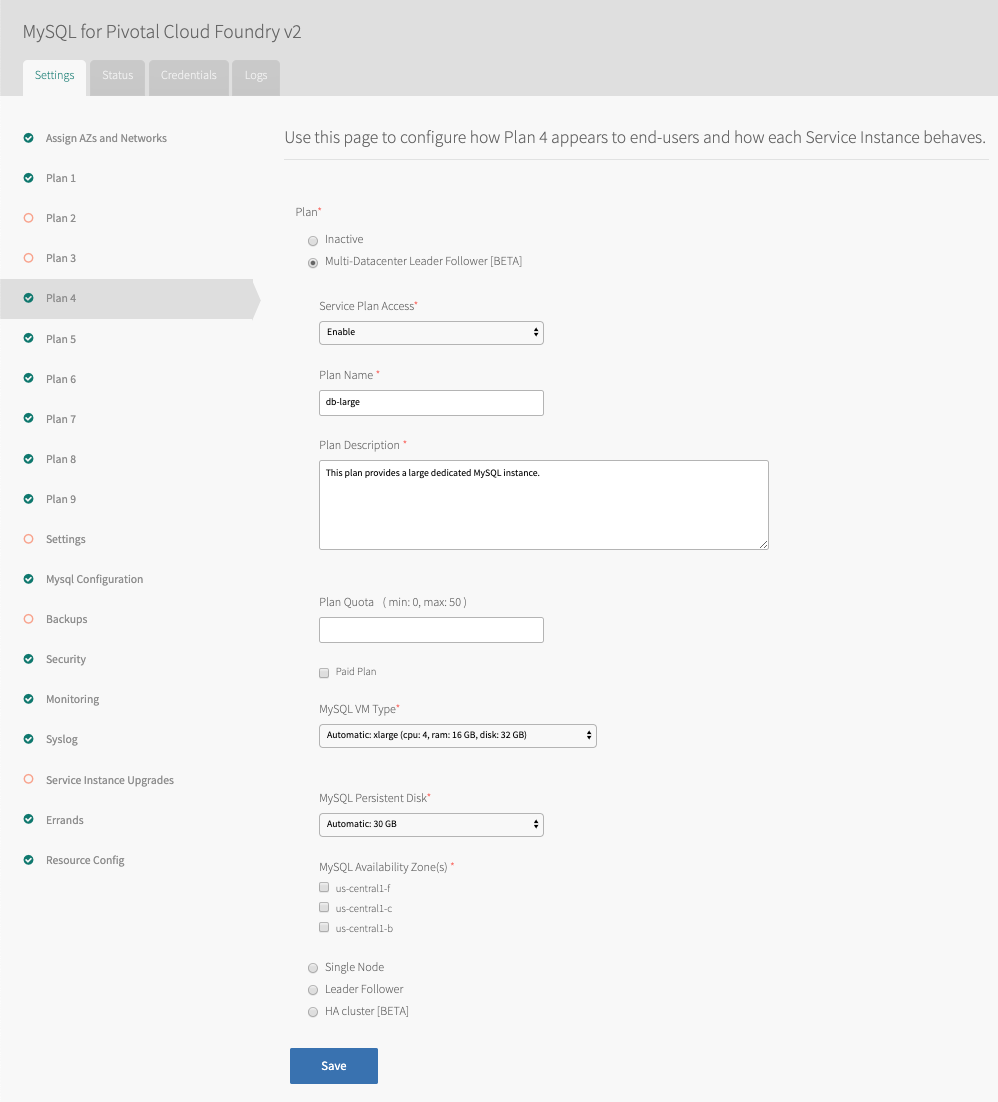 MySQL for Pivotal Cloud Foundry v2
Settings
Status
Credentials
Logs
Assign AZs and Networks
Plan 1
Plan 2
Plan 3
Plan 4
Plan 5
Plan 6
Plan 7
Plan 8
Plan 9
Settings
Mysql Configuration
Backups
Security
Monitoring
Syslog
Service Instance Upgrades
Errands
Resource Config
Use this page to configure how Plan 4 appears to end-users and how each Service Instance behaves.
Plan*
Inactive
Multi-Datacenter Leader Follower [BETA]
Service Plan Access*
Enable
Plan Name *
db-large
Plan Description *
This plan provides a large dedicated MySQL instance.
Plan Quota ( min: 0, max: 50 )
Paid Plan
MySQL VM Type*
Automatic: xlarge (cpu: 4, ram: 16 GB, disk: 32 GB)
MySQL Persistent Disk*
Automatic: 30 GB
MySQL Availability Zone(s) *
us-central1-f
us-central1-c
us-central1-b
Single Node
Leader Follower
HA cluster [BETA]
Save